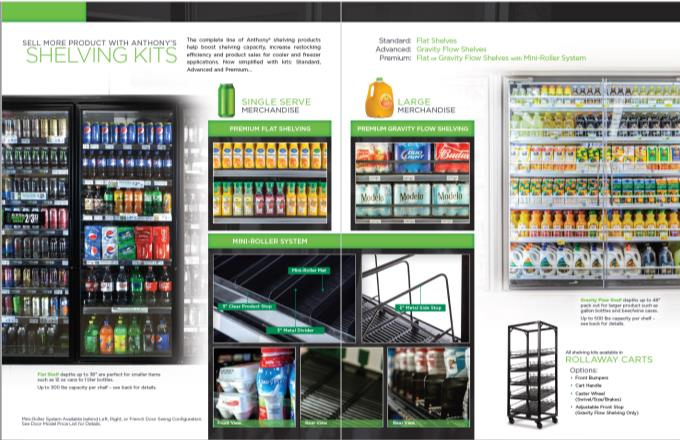 SELL MORE PRODUCT WITH ANTHONY'S
SHELVING KITS
The complete line of Anthony® shelving products
help boost shelving capacity, increase restocking
efficiency and product sales for cooler and freezer
applications. Now simplified with kits: Standard,
Advanced and Premium...
Standard: Flat Shelves
Advanced: Gravity Flow Shelves
Premium: Flat or Gravity Flow Shelves with Mini-Roller System
SINGLE SERVE
MERCHANDISE
PREMIUM FLAT SHELVING
LARGE
MERCHANDISE
PREMIUM GRAVITY FLOW SHELVING
Modelo Modelo Modelo
MINI-ROLLER SYSTEM
Mini-Roller Mat
3" Clear Product Stop
3" Metal Divider
2" Metal Side Stop
Front View
Rear View
Rear View
Flat Shelf depths up to 36" are perfect for smaller items
such as 12 oz cans to 1 liter bottles.
Up to 300 lbs capacity per shelf – see back for details.
Mini-Roller System Available behind Left, Right, or French Door Swing Configuration.
See Door Model Price List for Details.
Gravity Flow Shelf depths up to 48"
pack out for larger product such as
gallon bottles and beer/wine cases.
Up to 500 lbs capacity per shelf –
see back for details.
All shelving kits available in
ROLLAWAY CARTS
Options:
• Front Bumpers
• Cart Handle
• Caster Wheel
(Swivel/Size/Brakes)
• Adjustable Front Stop
(Gravity Flow Shelving Only)